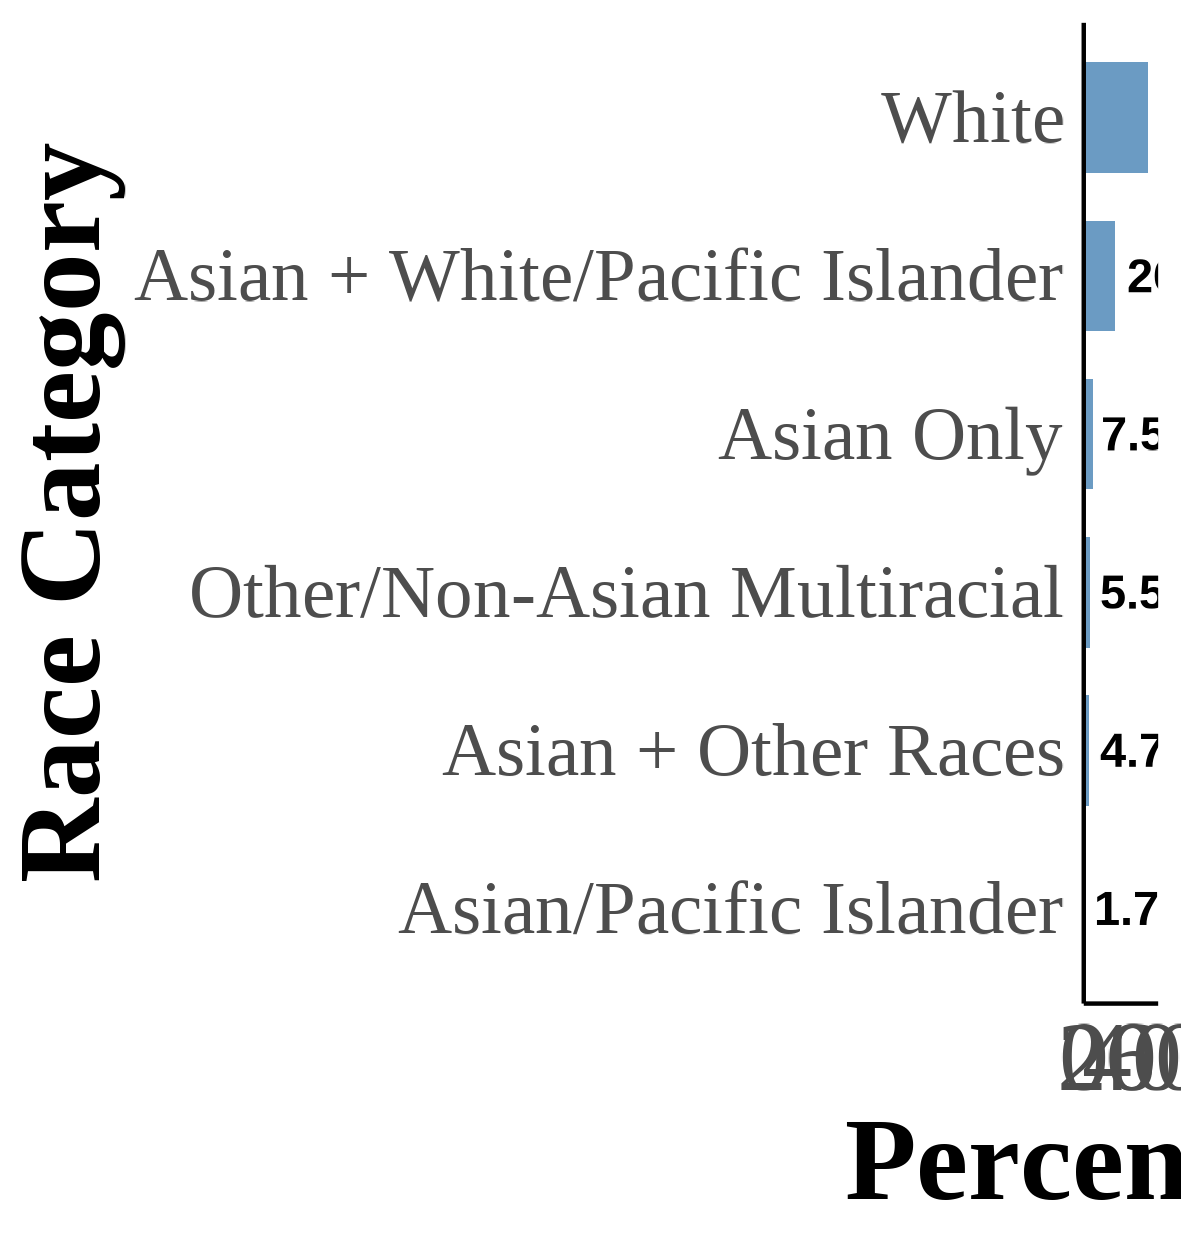 Race Category
White
Asian + White/Pacific Islander
Asian Only
7.5
Other/Non-Asian Multiracial
5.5
Asian + Other Races
4.7
Asian/Pacific Islander
1.7
Percen